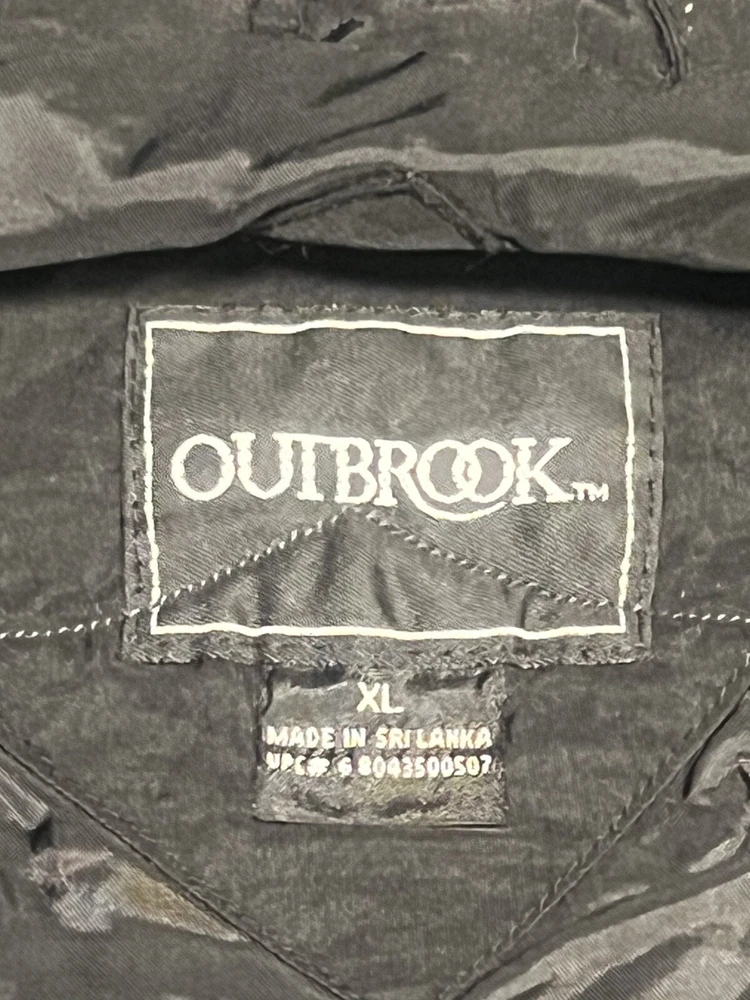 OUTBROOK™
XL
MADE IN SRI LANKA
UPC# 6 8043500507